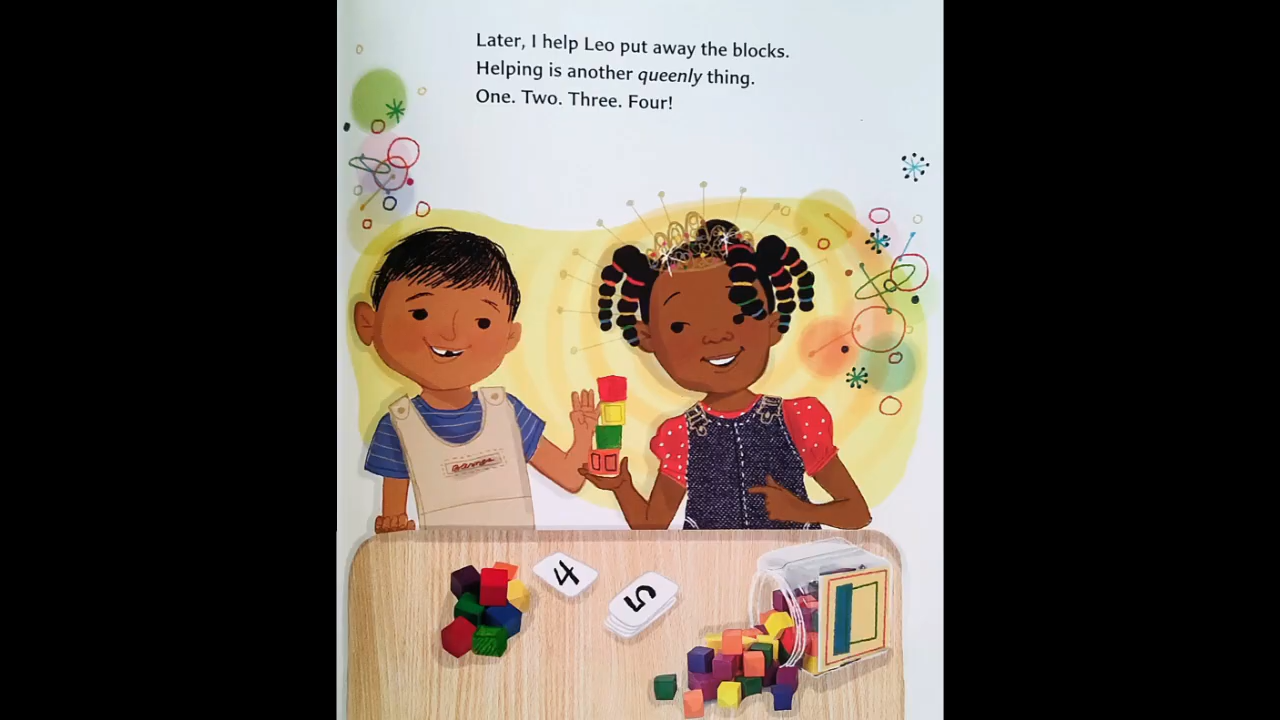 Later, I help Leo put away the blocks.
Helping is another queenly thing.
One. Two. Three. Four!
4
5